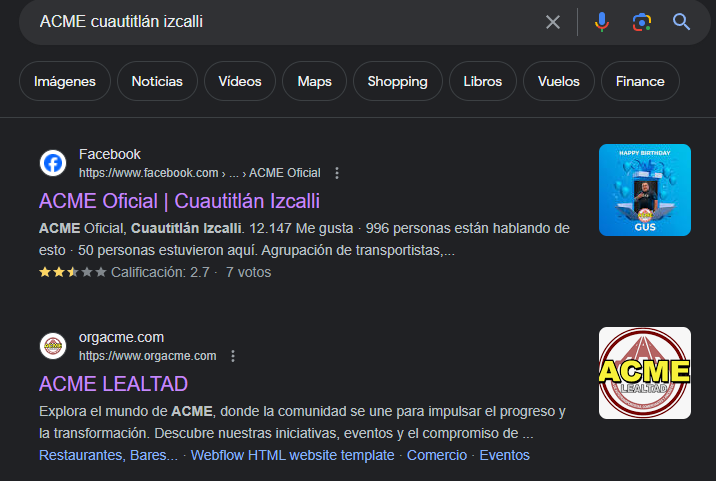 ACME cuautitlán izcalli
Imágenes
Noticias
Vídeos
Maps
Shopping
Libros
Vuelos
Finance
Facebook
https://www.facebook.com › ... › ACME Oficial
ACME Oficial | Cuautitlán Izcalli
ACME Oficial, Cuautitlán Izcalli. 12.147 Me gusta · 996 personas están hablando de
esto · 50 personas estuvieron aquí. Agrupación de transportistas,...
Calificación: 2.7 · 7 votos
HAPPY BIRTHDAY
GUS
orgacme.com
https://www.orgacme.com
ACME LEALTAD
Explora el mundo de ACME, donde la comunidad se une para impulsar el progreso y
la transformación. Descubre nuestras iniciativas, eventos y el compromiso de ...
Restaurantes, Bares... · Webflow HTML website template · Comercio · Eventos
ACME
LEALTAD